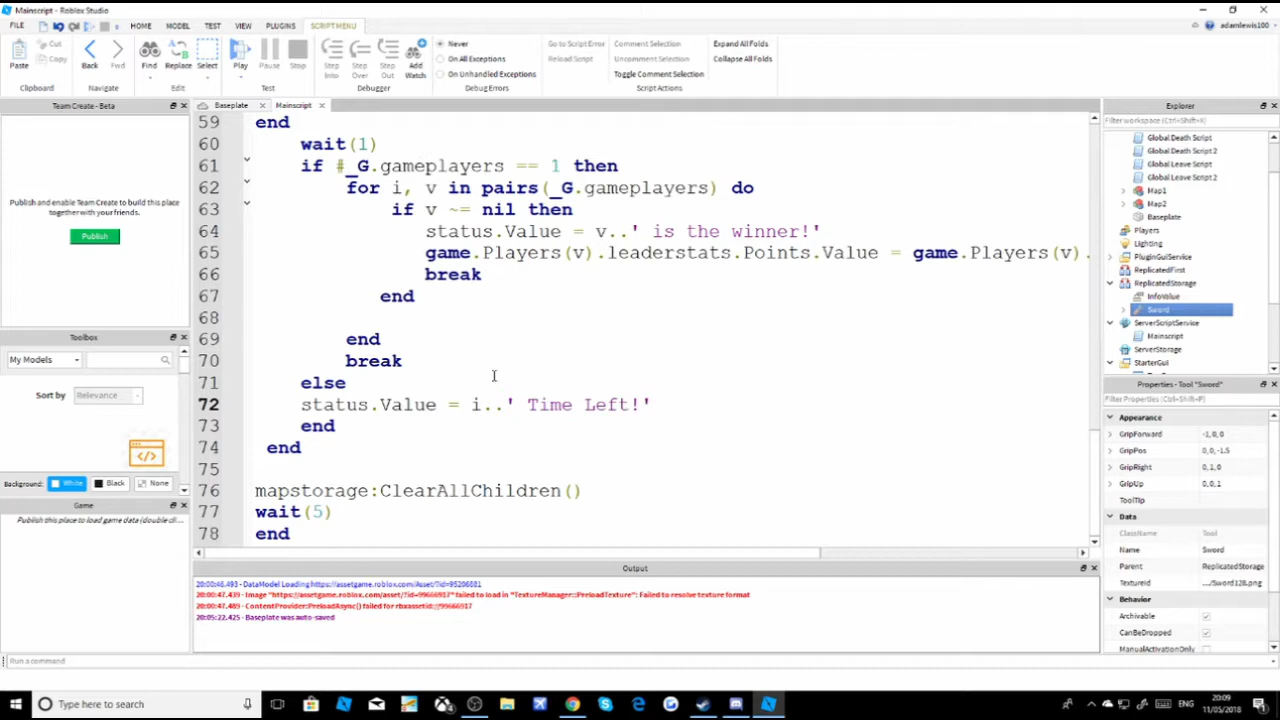 Mainscript - Roblox Studio
FILE HOME MODEL TEST VIEW PLUGINS SCRIPT MENU adamlewis100
Paste Cut Copy Back Fwd Find Replace Select Play Pause Stop Step Into Step Over Step Out Add Watch Never On All Exceptions On Unhandled Exceptions Go to Script Error Reload Script Comment Selection Uncomment Selection Toggle Comment Selection Expand All Folds Collapse All Folds
Clipboard Navigate Edit Test Debugger Debug Errors Script Actions
Team Create - Beta
Publish and enable Team Create to build this
place togetherwith your friends.
Publish
Toolbox
My Models
Sort by Relevance
Background: White Black None
Game
Publish this place to load game data (double cli...
Baseplate Mainscript
59 end
60 wait(1)
61 if #_G.gameplayers == 1 then
62 for i, v in pairs(_G.gameplayers) do
63 if v ~= nil then
64 status.Value = v..' is the winner!'
65 game.Players(v).leaderstats.Points.Value = game.Players(v).
66 break
67 end
68
69 end
70 break
71 else
72 status.Value = i..' Time Left!'
73 end
74 end
75
76 mapstorage:ClearAllChildren()
77 wait(5)
78 end
Output
20:00:46.493 - DataModel Loading https://assetgame.roblox.com/Asset/?id=95206881
20:00:47.439 - Image "https://assetgame.roblox.com/asset/?id=99666917" failed to load in "TextureManager::PreloadTexture": Failed to resolve texture format
20:00:47.489 - ContentProvider:PreloadAsync() failed for rbxassetid://99666917
20:05:22.425 - Baseplate was auto-saved
Run a command
Explorer
Filter workspace (Ctrl+Shift+X)
Global Death Script
Global Death Script 2
Global Leave Script
Global Leave Script 2
Map1
Map2
Baseplate
Players
Lighting
PluginGuiService
ReplicatedFirst
ReplicatedStorage
InfoValue
Sword
ServerScriptService
Mainscript
ServerStorage
StarterGui
Properties - Tool "Sword"
Filter Properties (Ctrl+Shift+P)
Appearance
GripForward -1, 0, 0
GripPos 0, 0, -1.5
GripRight 0, 1, 0
GripUp 0, 0, 1
ToolTip
Data
ClassName Tool
Name Sword
Parent ReplicatedStorage
TextureId .../Sword128.png
Behavior
Archivable
CanBeDropped
ManualActivationOnly
Type here to search
ENG
20:09
11/05/2018